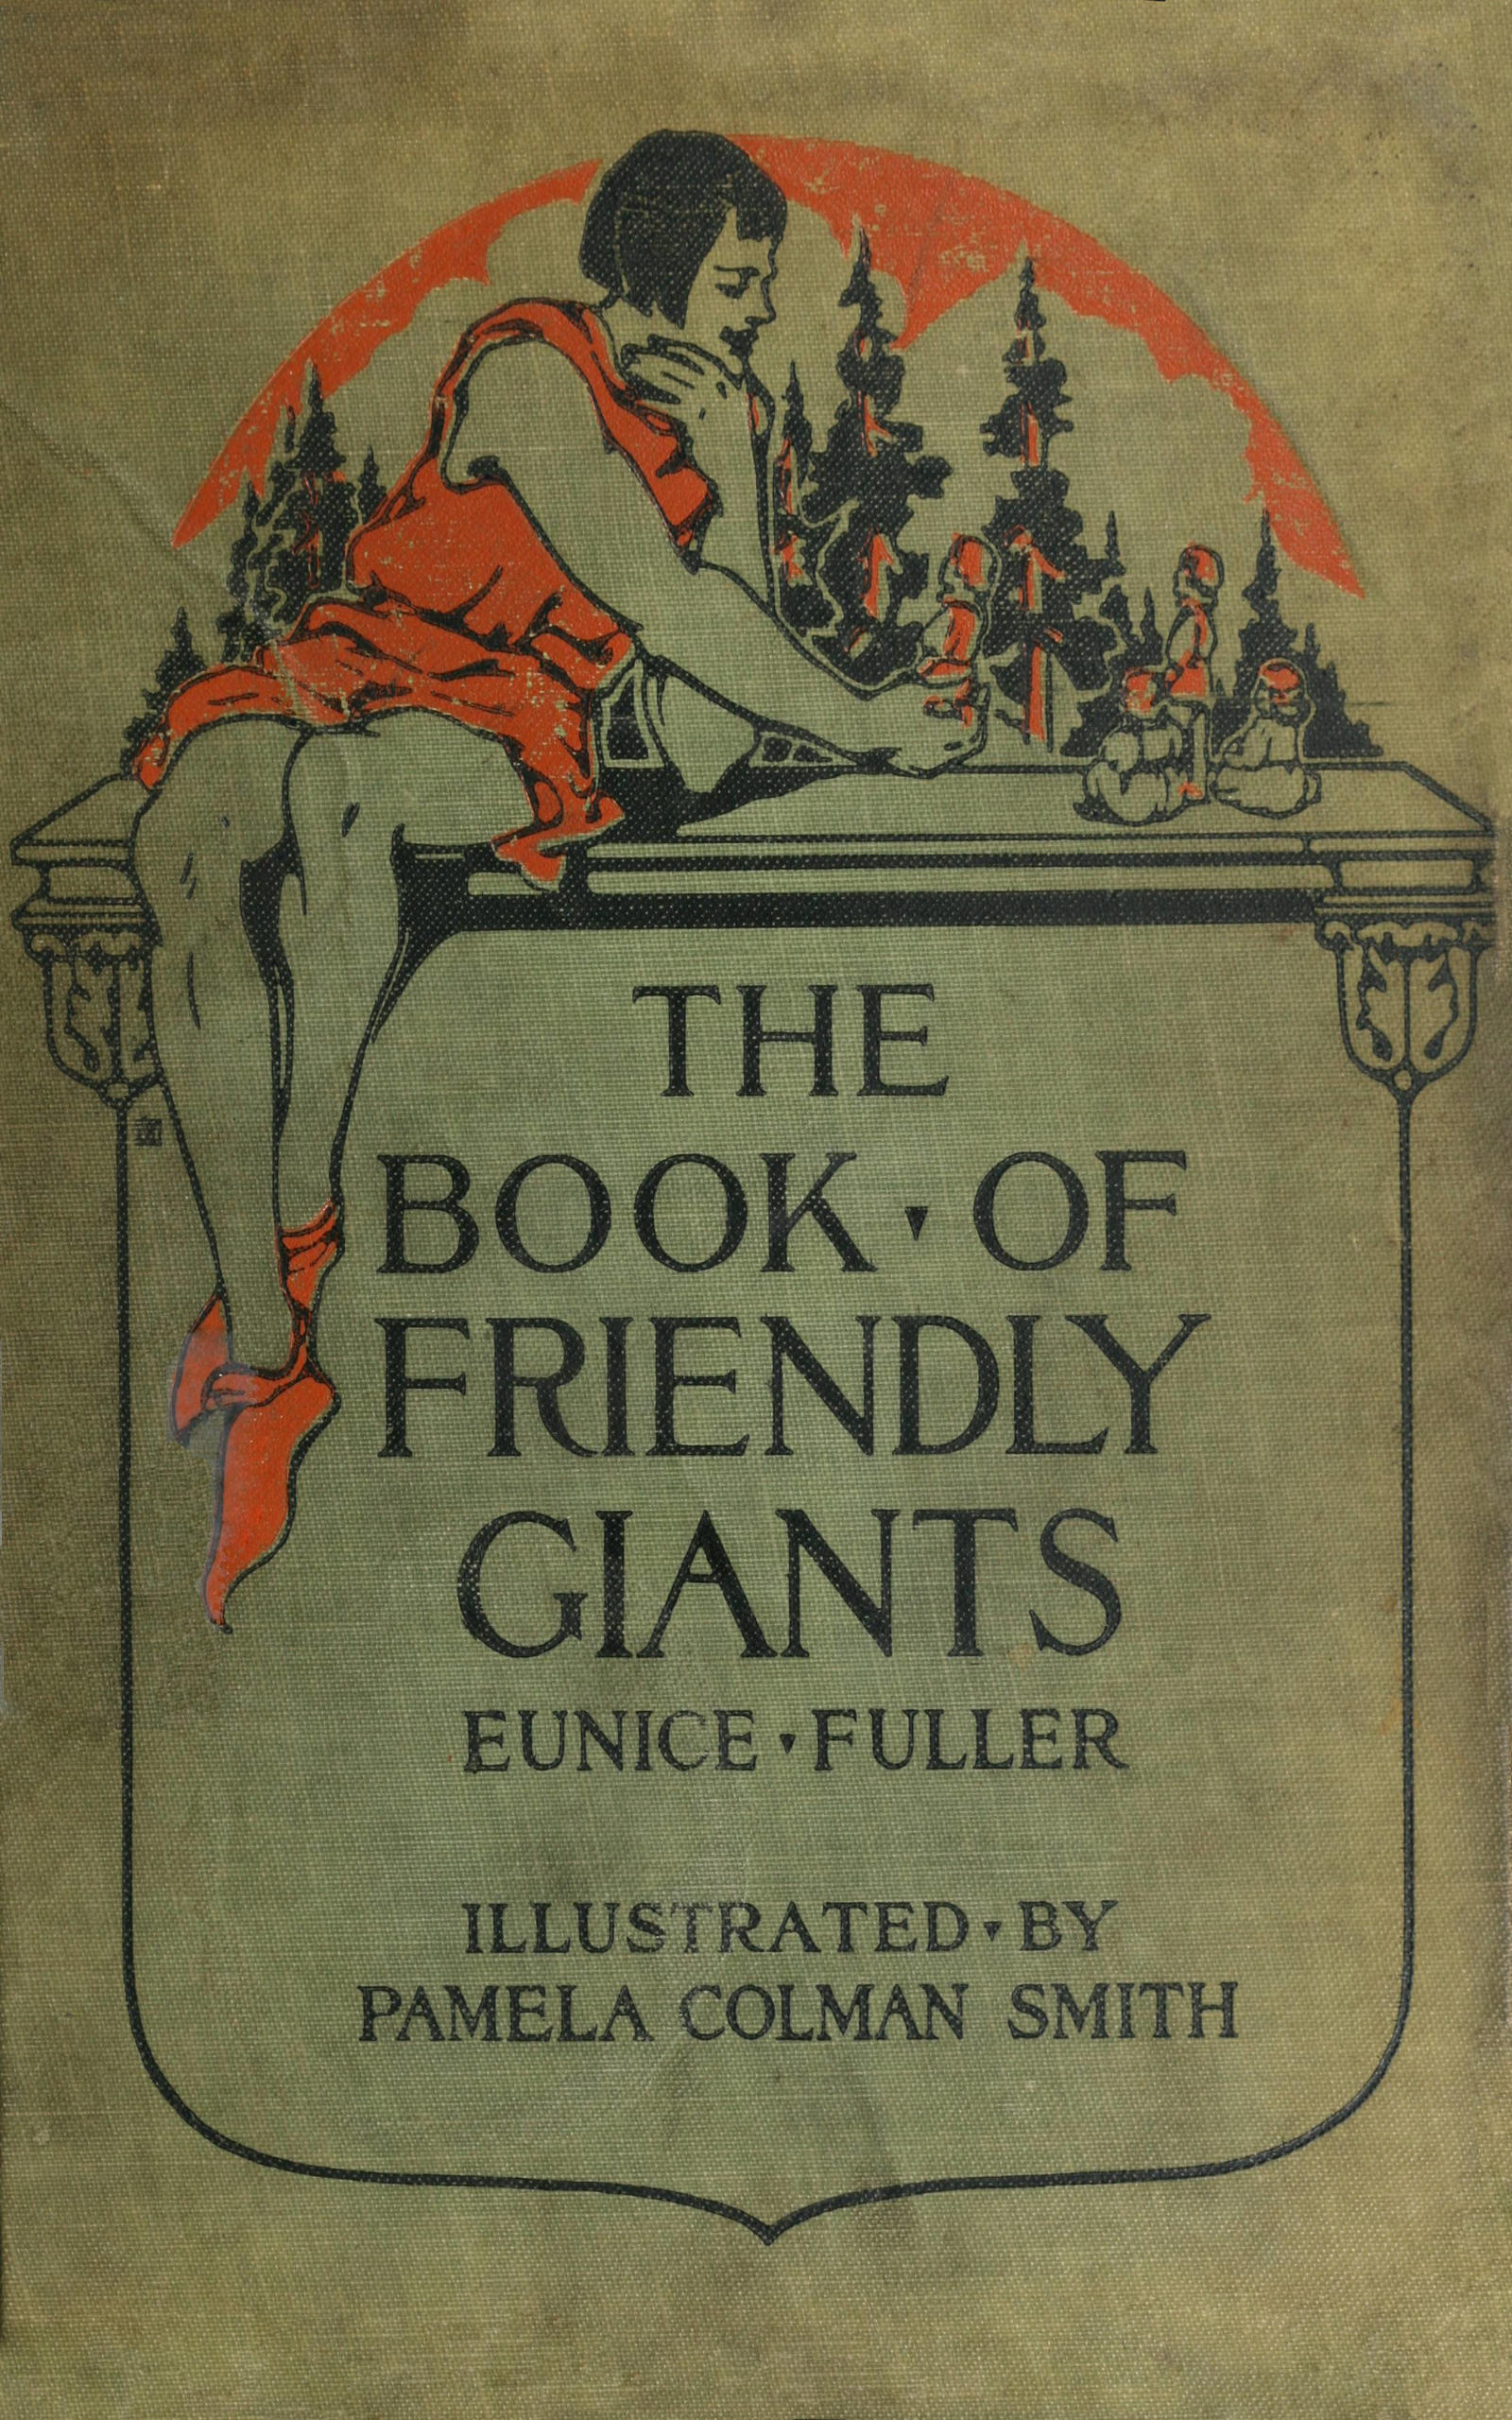 THE
BOOK ▾ OF
FRIENDLY
GIANTS
EUNICE ▾ FULLER
ILLUSTRATED ▾ BY
PAMELA COLMAN SMITH